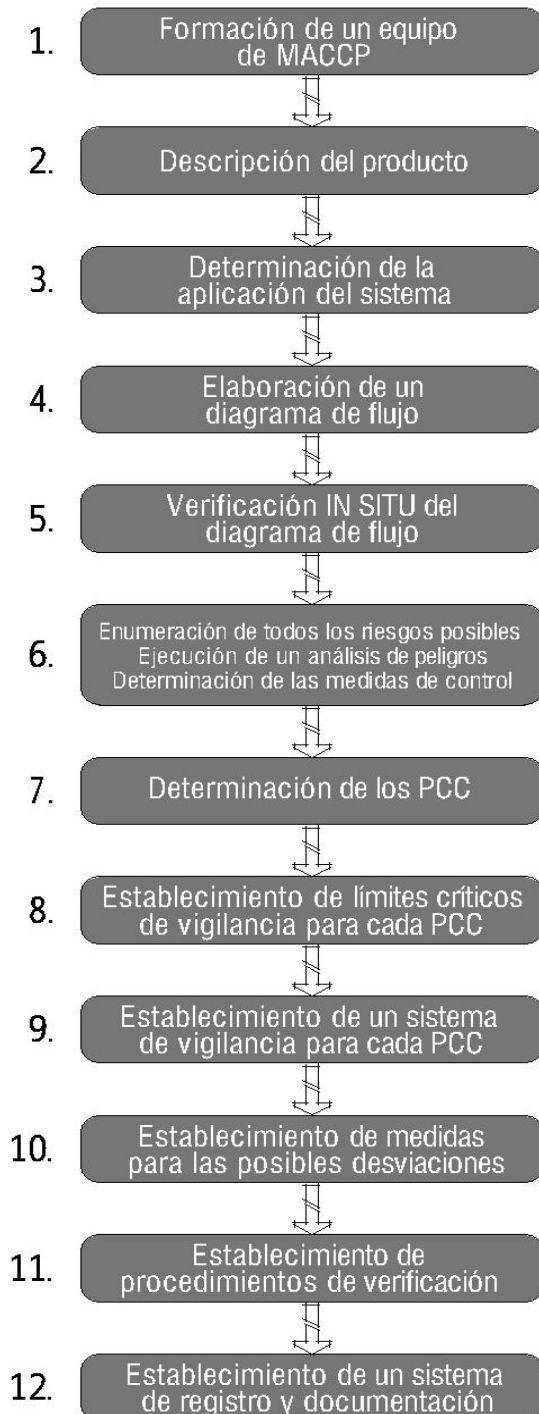 1. Formación de un equipo
de MACCP
2. Descripción del producto
3. Determinación de la
aplicación del sistema
4. Elaboración de un
diagrama de flujo
5. Verificación IN SITU del
diagrama de flujo
6. Enumeración de todos los riesgos posibles
Ejecución de un análisis de peligros
Determinación de las medidas de control
7. Determinación de los PCC
8. Establecimiento de límites críticos
de vigilancia para cada PCC
9. Establecimiento de un sistema
de vigilancia para cada PCC
10. Establecimiento de medidas
para las posibles desviaciones
11. Establecimiento de
procedimientos de verificación
12. Establecimiento de un sistema
de registro y documentación